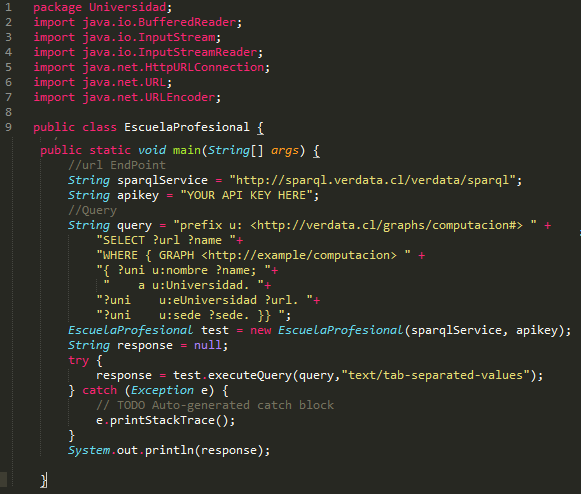 1 package Universidad;
2 import java.io.BufferedReader;
3 import java.io.InputStream;
4 import java.io.InputStreamReader;
5 import java.net.HttpURLConnection;
6 import java.net.URL;
7 import java.net.URLEncoder;
8
9 public class EscuelaProfesional {
public static void main(String[] args) {
//url EndPoint
String sparqlService = "http://sparql.verdata.cl/verdata/sparql";
String apikey = "YOUR API KEY HERE";
//Query
String query = "prefix u: <http://verdata.cl/graphs/computacion#> " +
"SELECT ?url ?name "+
"WHERE { GRAPH <http://example/computacion> " +
"{ ?uni u:nombre ?name; "+
"    a u:Universidad. "+
"?uni    u:eUniversidad ?url. "+
"?uni    u:sede ?sede. }} ";
EscuelaProfesional test = new EscuelaProfesional(sparqlService, apikey);
String response = null;
try {
response = test.executeQuery(query,"text/tab-separated-values");
} catch (Exception e) {
// TODO Auto-generated catch block
e.printStackTrace();
}
System.out.println(response);
}